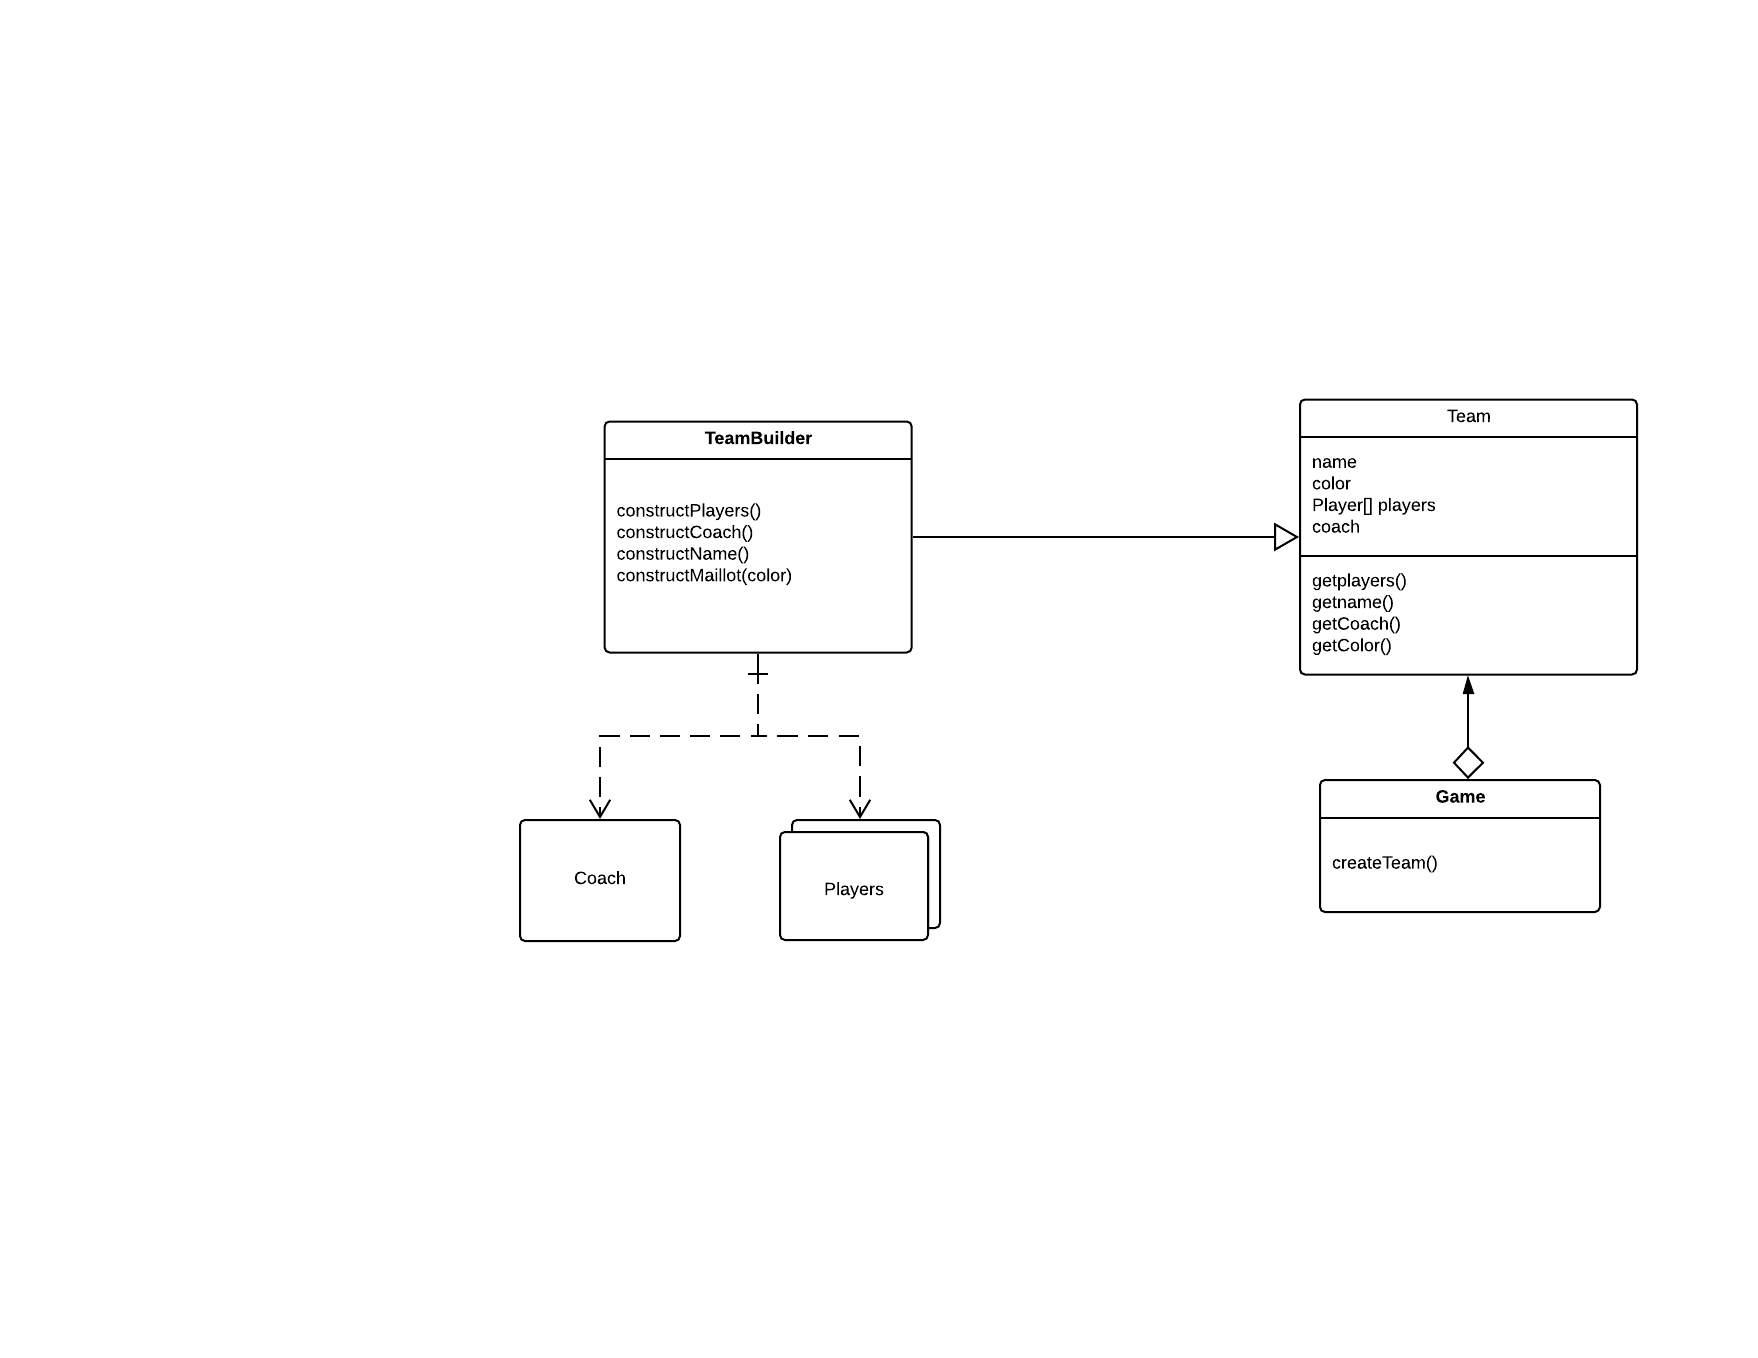 TeamBuilder
constructPlayers()
constructCoach()
constructName()
constructMaillot(color)
Team
name
color
Player[] players
coach
getplayers()
getname()
getCoach()
getColor()
Coach
Players
Game
createTeam()